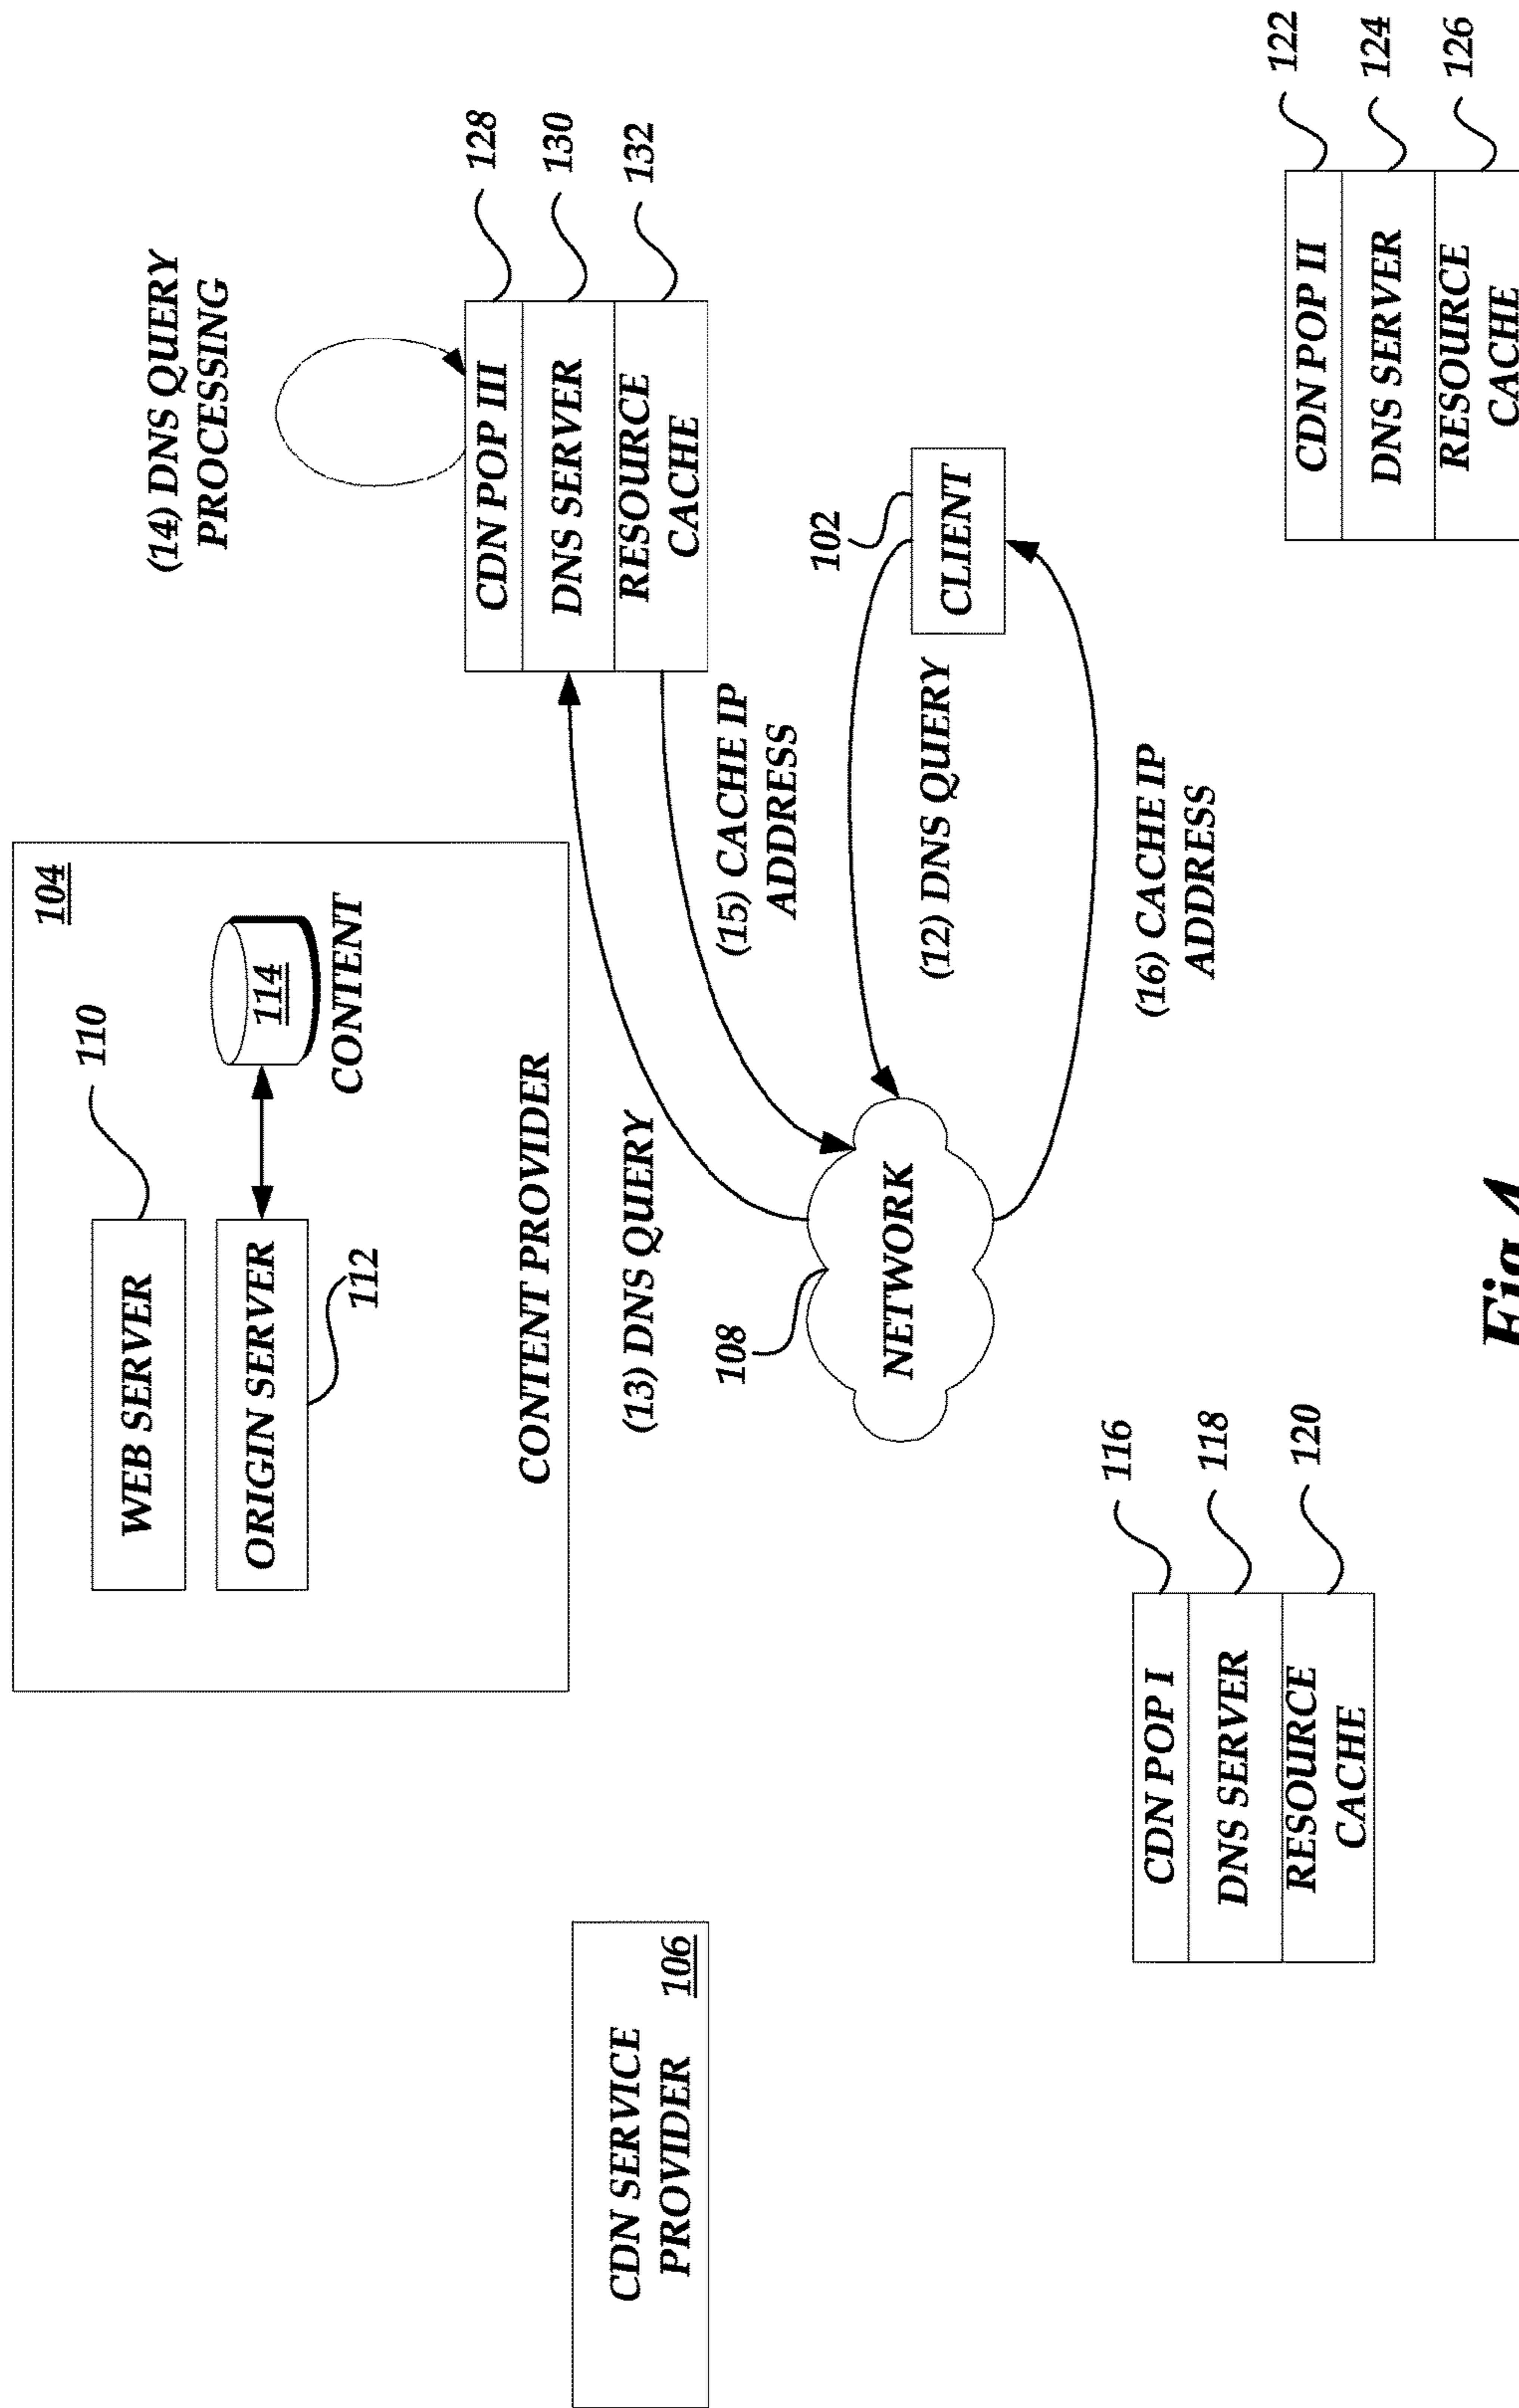 104
WEB SERVER
110
ORIGIN SERVER
112
114
CONTENT
CONTENT PROVIDER
(14) DNS QUERY
PROCESSING
CDN POP III
128
DNS SERVER
130
RESOURCE
CACHE
132
CDN SERVICE
PROVIDER
106
(13) DNS QUERY
(15) CACHE IP
ADDRESS
108
NETWORK
102
CLIENT
(12) DNS QUERY
(16) CACHE IP
ADDRESS
CDN POP I
116
DNS SERVER
118
RESOURCE
CACHE
120
CDN POP II
122
DNS SERVER
124
RESOURCE
CACHE
126
Fig.4.